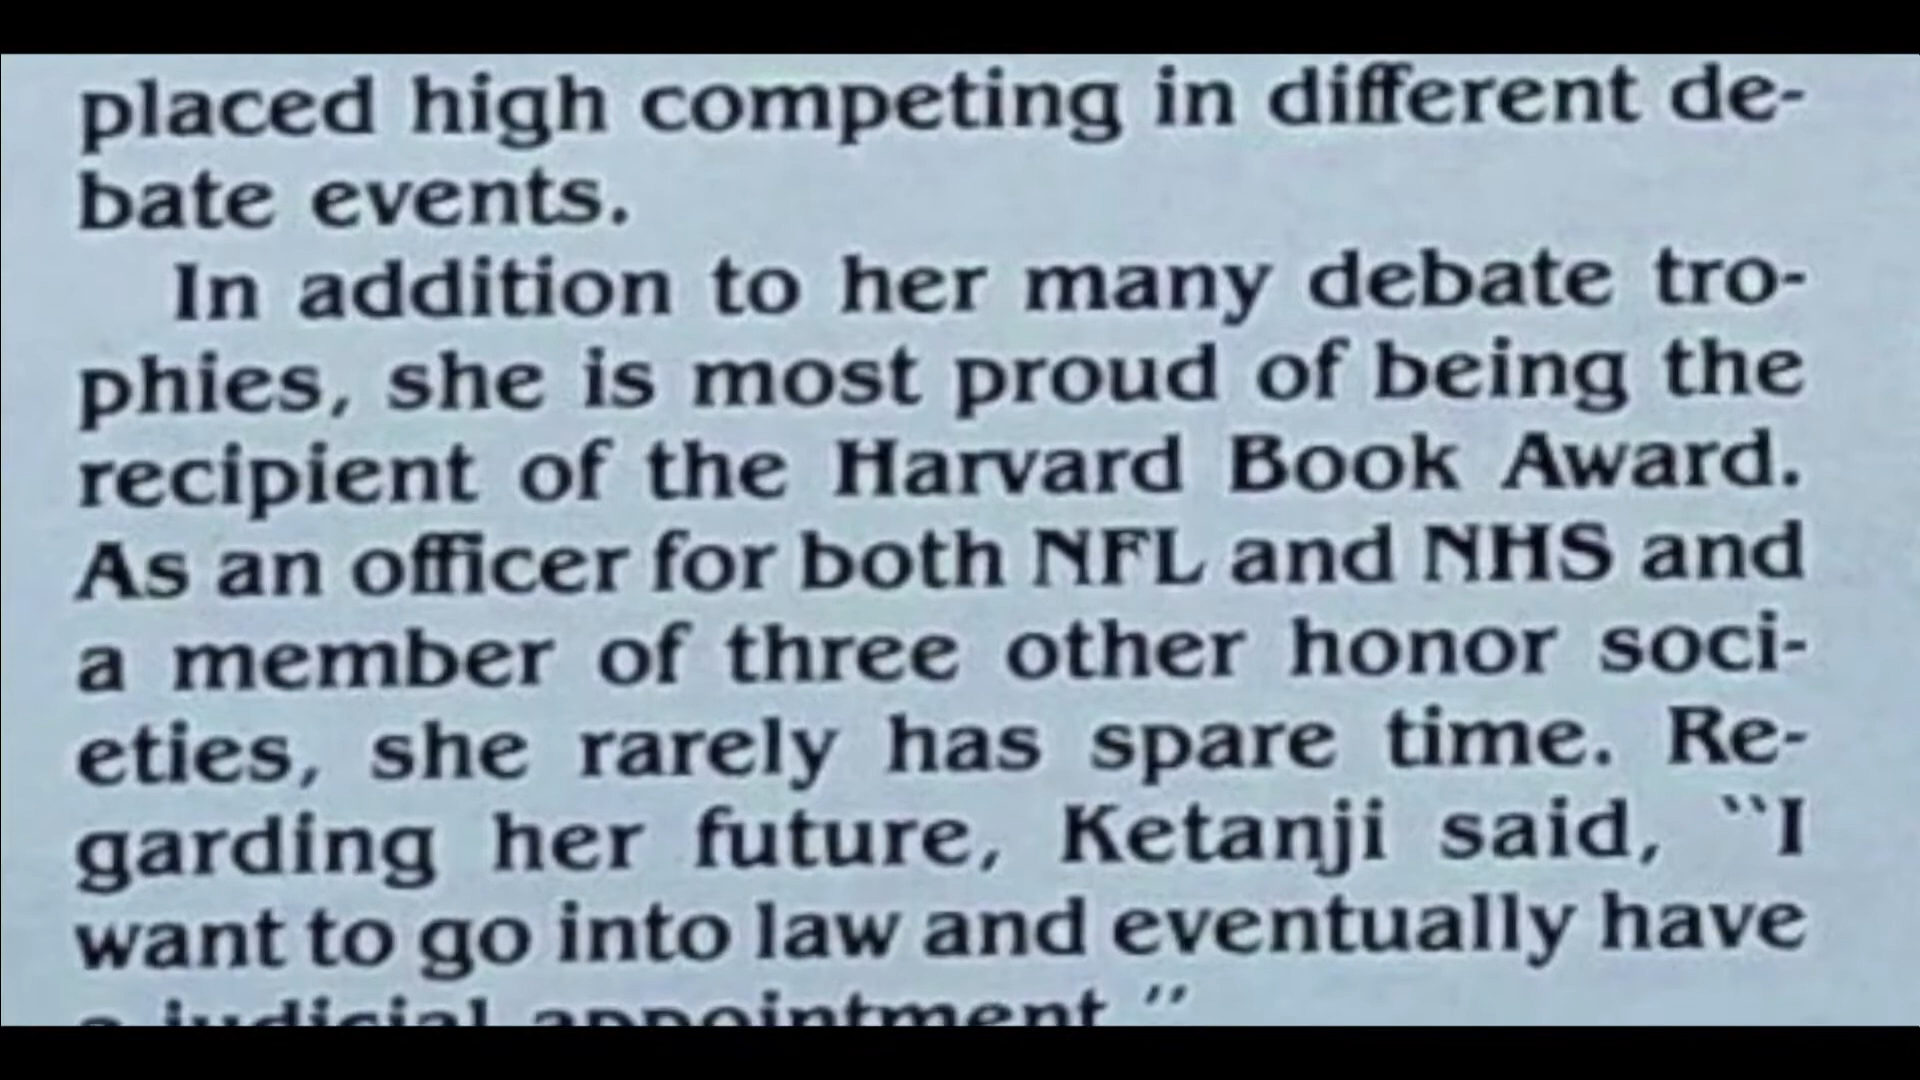 placed high competing in different de-
bate events.
In addition to her many debate tro-
phies, she is most proud of being the
recipient of the Harvard Book Award.
As an officer for both NFL and NHS and
a member of three other honor soci-
eties, she rarely has spare time. Re-
garding her future, Ketanji said, "I
want to go into law and eventually have
a judicial appointment."